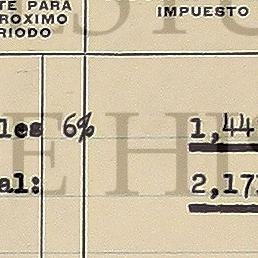 TE PARA
ROXIMO
RIODO
IMPUESTO
les 6% 1,44
al: 2,17